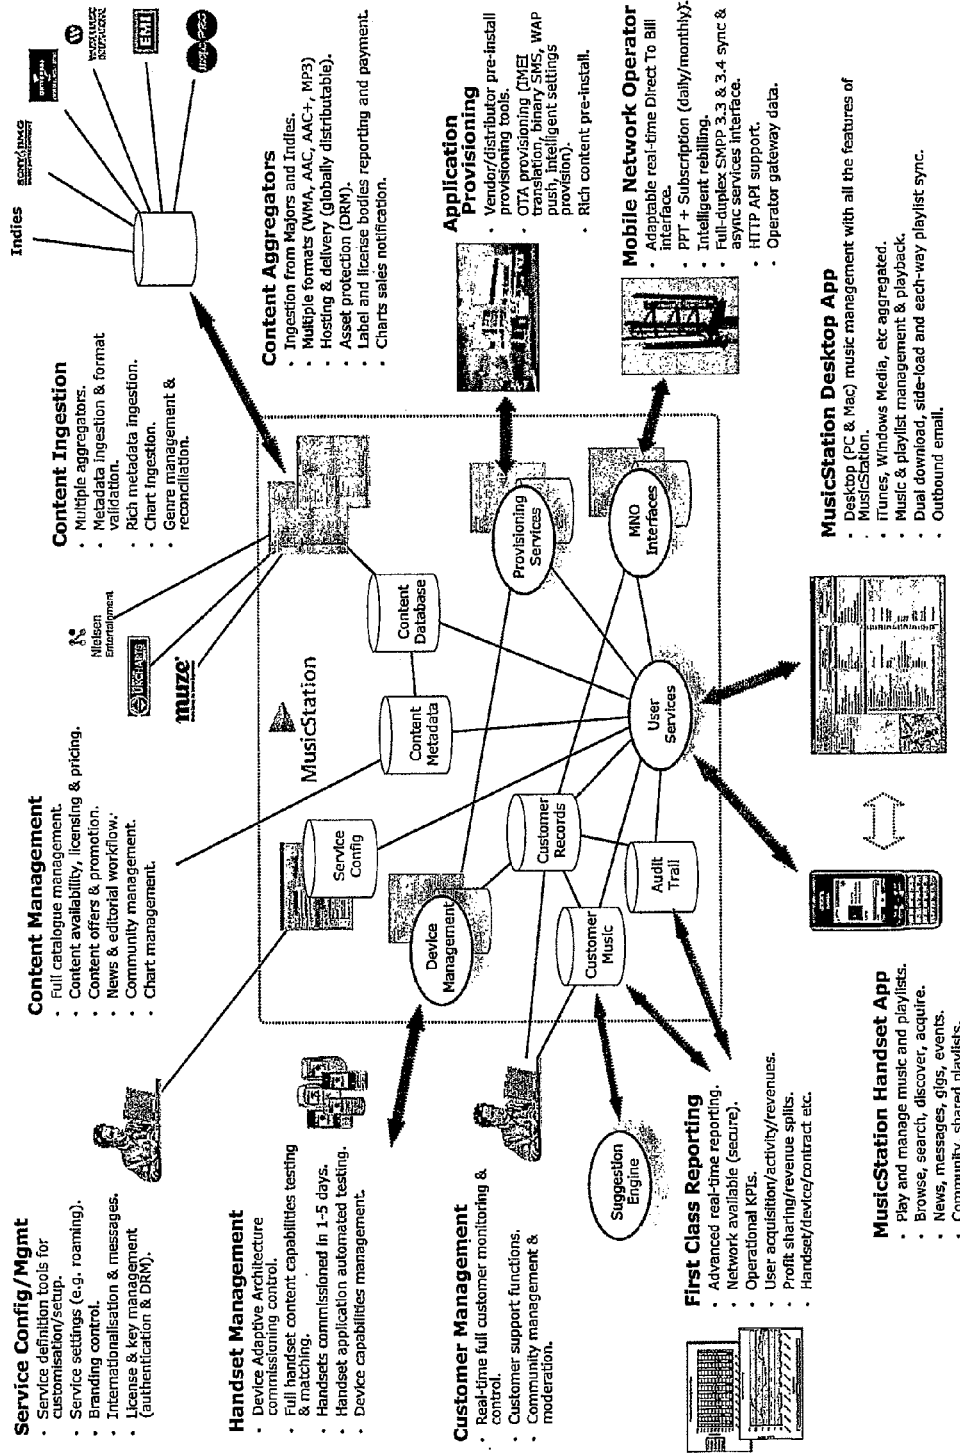 Service Config/Mgmt
· Service definition tools for
customisation/setup.
· Service settings (e.g. roaming).
· Branding control.
· Internationalisation & messages.
· License & key management
(authentication & DRM).
Content Management
· Full catalogue management.
· Content availability, licensing & pricing.
· Content offers & promotion.
· News & editorial workflow.
· Community management.
· Chart management.
Nielsen
Entertainment
muze
Content Ingestion
· Multiple aggregators.
· Metadata ingestion & format
validation.
· Rich metadata ingestion.
· Chart ingestion.
· Genre management &
reconciliation.
Indies
SONY BMG
EMI
Content Aggregators
· Ingestion from Majors and Indies.
· Multiple formats (WMA, AAC, AAC+, MP3)
· Hosting & delivery (globally distributable).
· Asset protection (DRM).
· Label and license bodies reporting and payment.
· Charts sales notification.
Handset Management
· Device Adaptive Architecture
commissioning control.
· Full handset content capabilities testing
& matching.
· Handsets commissioned in 1-5 days.
· Handset application automated testing.
· Device capabilities management.
MusicStation
Service
Config
Content
Metadata
Content
Database
Device
Management
Customer
Records
Customer
Music
Audit
Trail
User
Services
Provisioning
Services
MNO
Interfaces
Application
Provisioning
· Vendor/distributor pre-install
provisioning tools.
· OTA provisioning (IMEI
translation, binary SMS, WAP
push, intelligent settings
provision).
· Rich content pre-install.
Customer Management
· Real-time full customer monitoring &
control.
· Customer support functions.
· Community management &
moderation.
Suggestion
Engine
Mobile Network Operator
· Adaptable real-time Direct To Bill
interface.
· PPT + Subscription (daily/monthly).
· Intelligent rebilling.
· Full-duplex SMPP 3.3 & 3.4 sync &
async services interface.
· HTTP API support.
· Operator gateway data.
First Class Reporting
· Advanced real-time reporting.
· Network available (secure).
· Operational KPIs.
· User acquisition/activity/revenues.
· Profit sharing/revenue splits.
· Handset/device/contract etc.
MusicStation Handset App
· Play and manage music and playlists.
· Browse, search, discover, acquire.
· News, messages, gigs, events.
· Community, shared playlists.
MusicStation Desktop App
· Desktop (PC & Mac) music management with all the features of
MusicStation.
· iTunes, Windows Media, etc aggregated.
· Music & playlist management & playback.
· Dual download, side-load and each-way playlist sync.
· Outbound email.